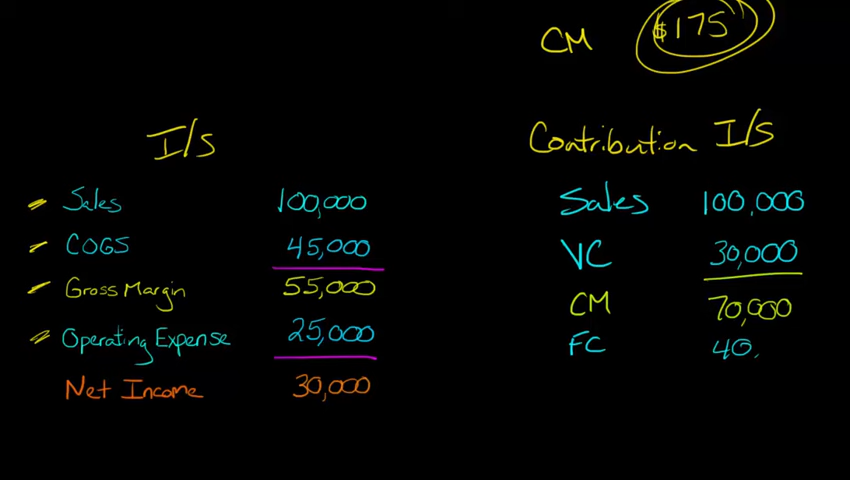 CM $175
I/S
Sales 100,000
COGS 45,000
Gross Margin 55,000
Operating Expense 25,000
Net Income 30,000
Contribution I/S
Sales 100,000
VC 30,000
CM 70,000
FC 40,